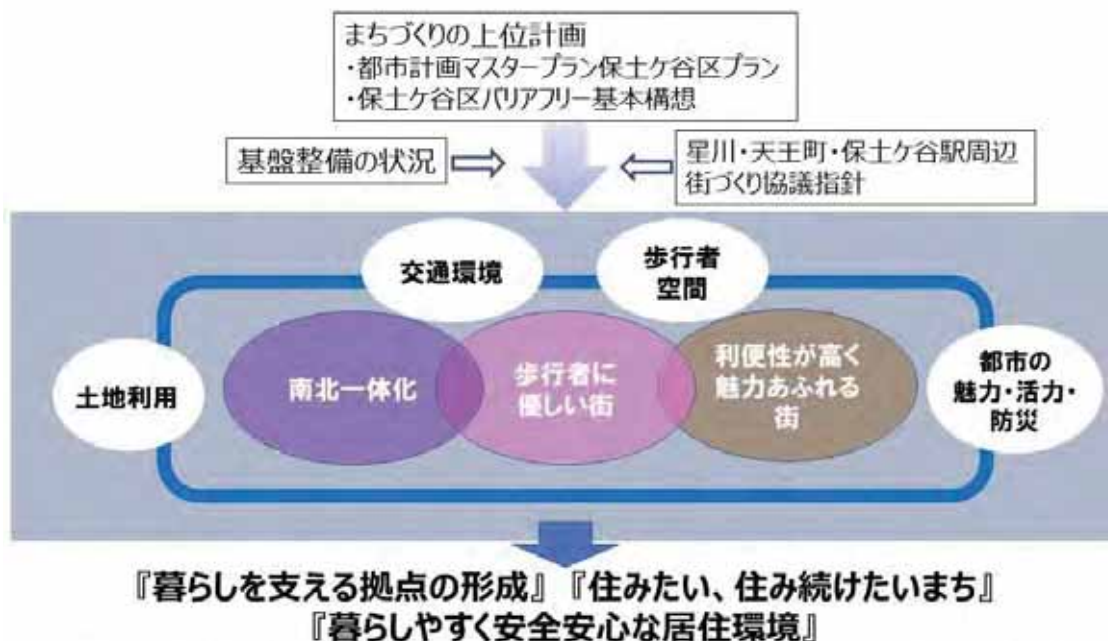 まちづくりの上位計画
・都市計画マスタープラン保土ケ谷区プラン
・保土ケ谷区バリアフリー基本構想
基盤整備の状況
星川・天王町・保土ケ谷駅周辺
街づくり協議指針
交通環境
歩行者
空間
土地利用
南北一体化
歩行者に
優しい街
利便性が高く
魅力あふれる
街
都市の
魅力・活力・
防災
『暮らしを支える拠点の形成』『住みたい、住み続けたいまち』
『暮らしやすく安全安心な居住環境』